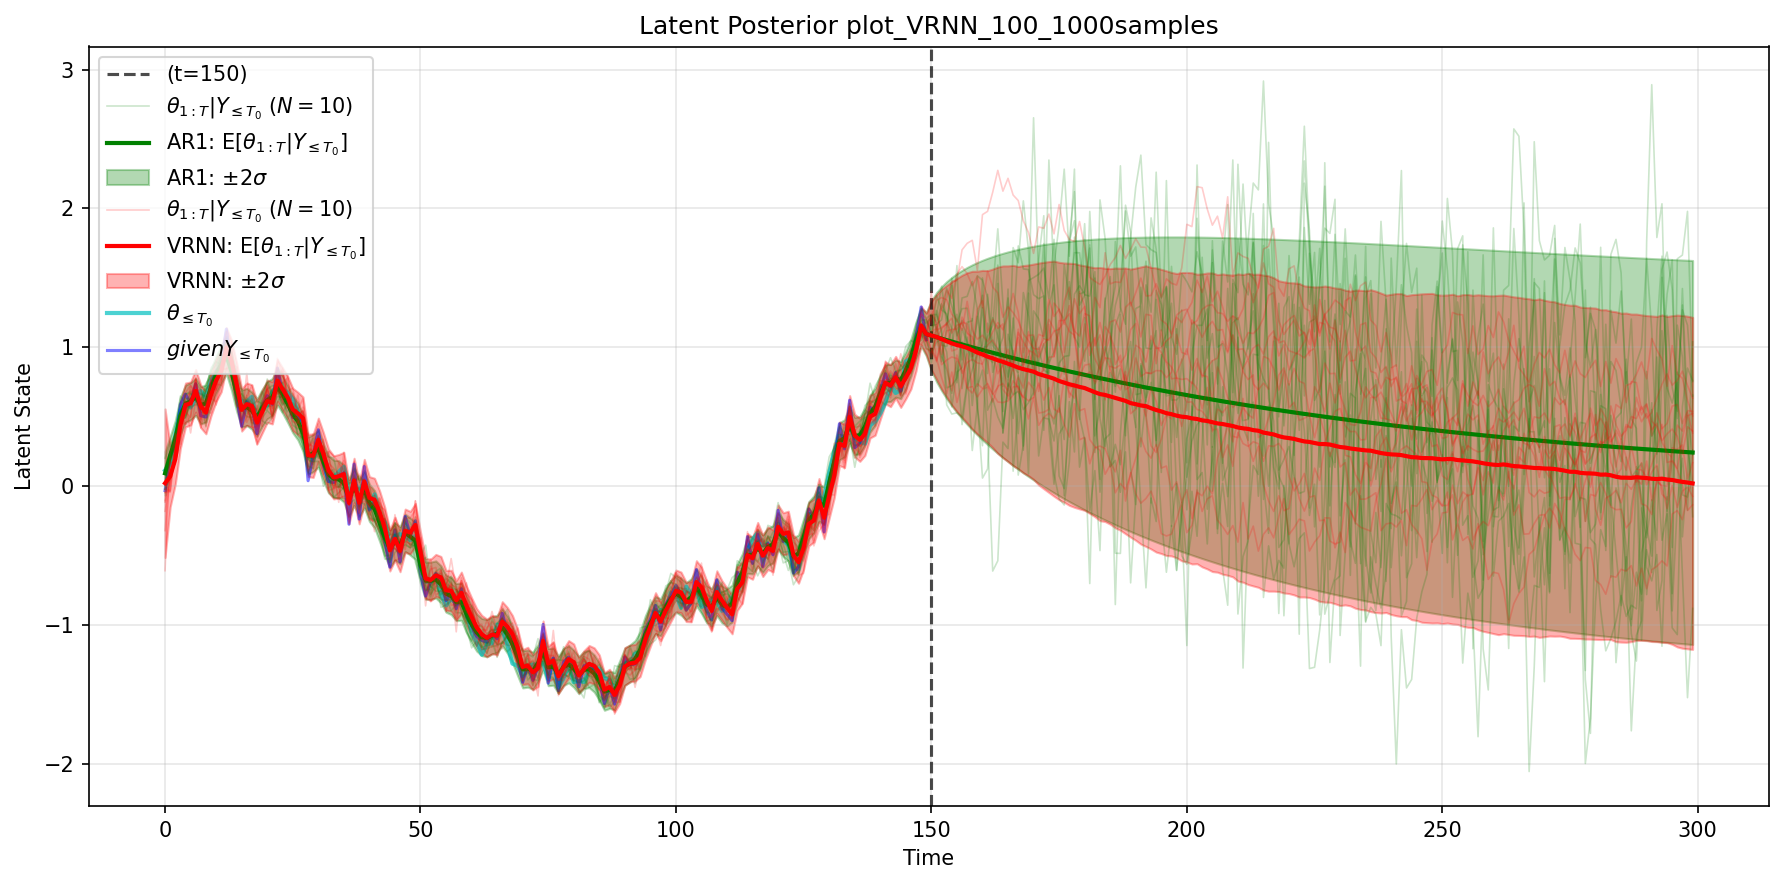 Latent Posterior plot_VRNN_100_1000samples
3
2
1
0
−1
−2
Latent State
(t=150)
θ₁:T|Y≤T₀ (N = 10)
AR1: E[θ₁:T|Y≤T₀]
AR1: ±2σ
θ₁:T|Y≤T₀ (N = 10)
VRNN: E[θ₁:T|Y≤T₀]
VRNN: ±2σ
θ≤T₀
givenY≤T₀
0 50 100 150 200 250 300
Time